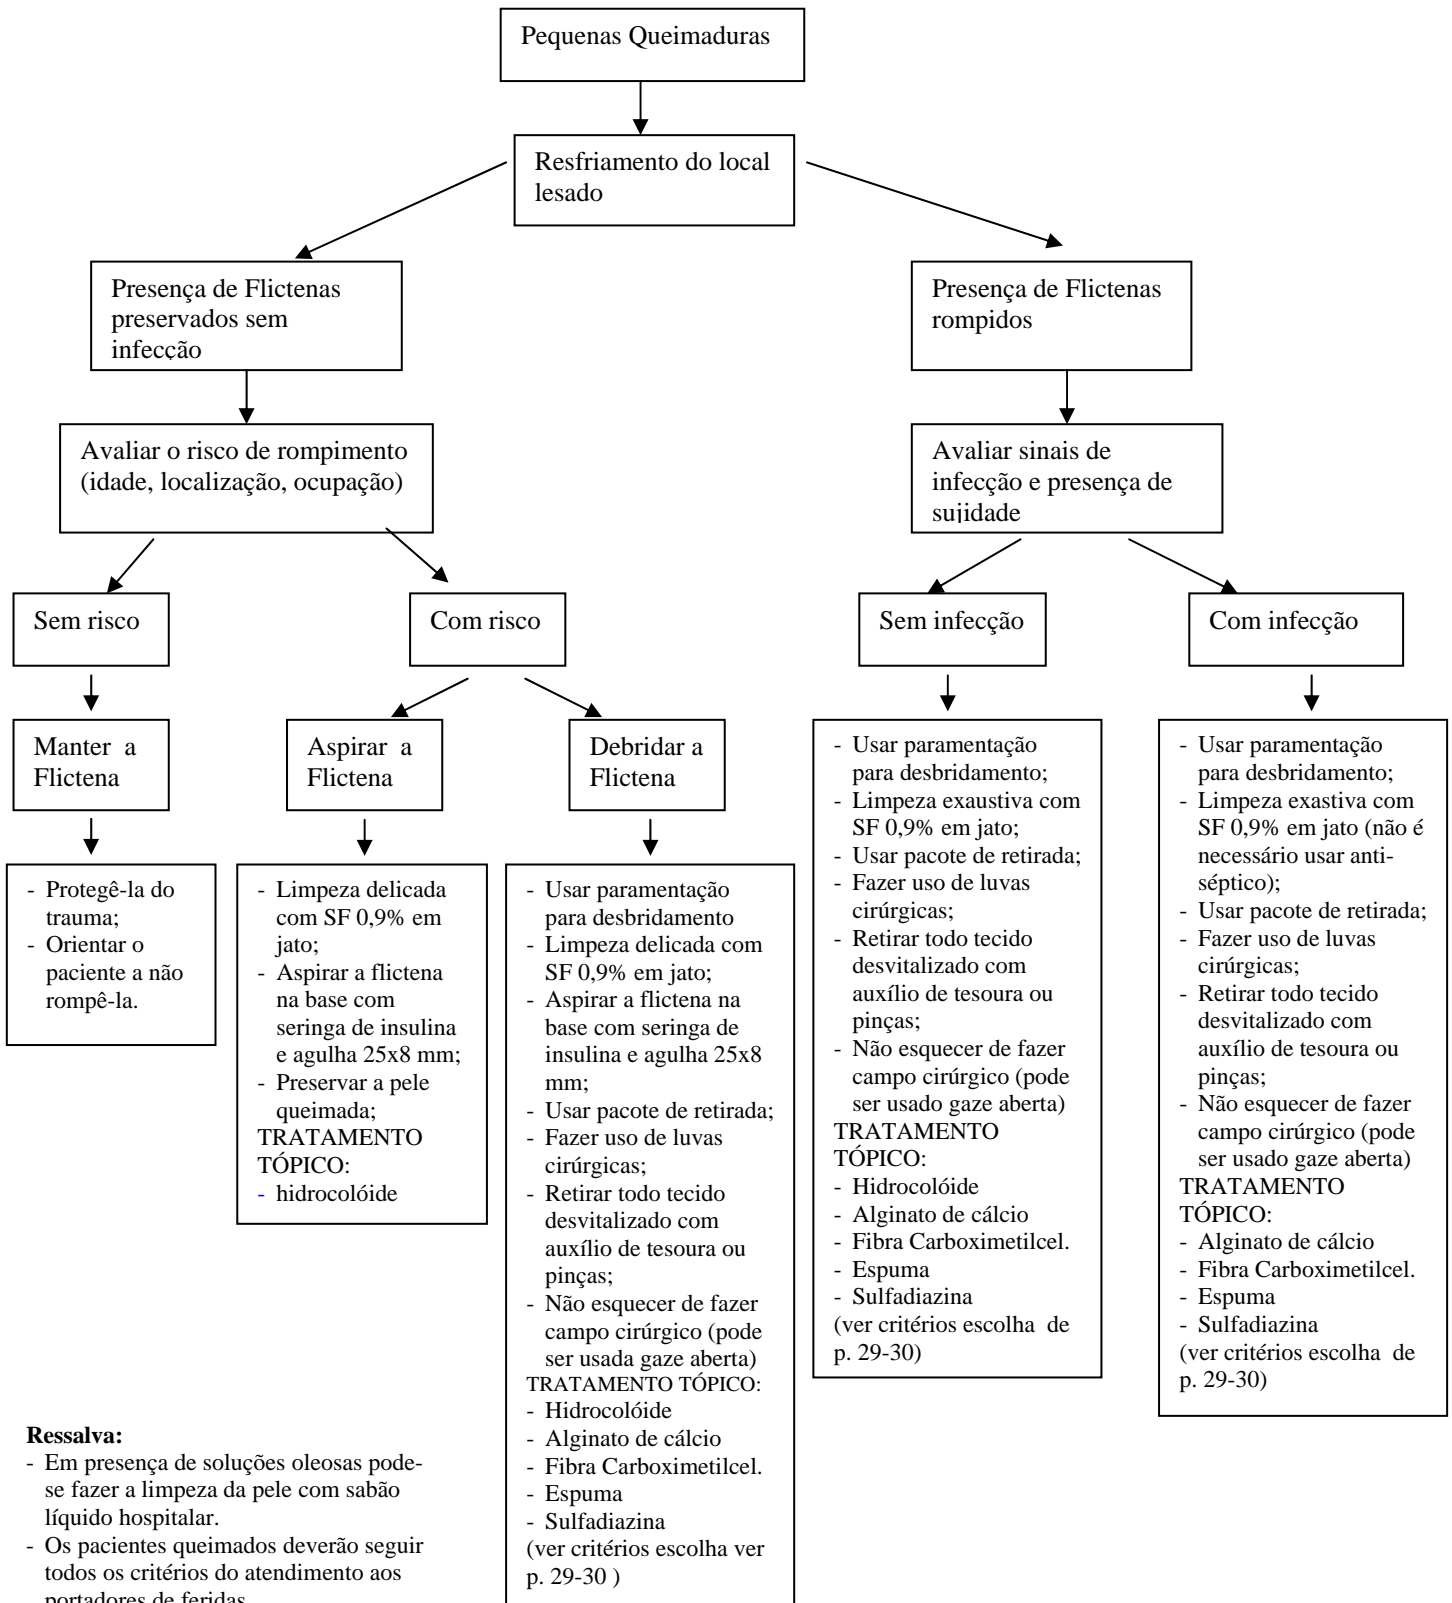 Pequenas Queimaduras
Resfriamento do local
lesado
Presença de Flictenas
preservados sem
infecção
Presença de Flictenas
rompidos
Avaliar o risco de rompimento
(idade, localização, ocupação)
Avaliar sinais de
infecção e presença de
sujidade
Sem risco
Com risco
Sem infecção
Com infecção
Manter a
Flictena
Aspirar a
Flictena
Debridar a
Flictena
- Protegê-la do
trauma;
- Orientar o
paciente a não
rompê-la.
- Limpeza delicada
com SF 0,9% em
jato;
- Aspirar a flictena
na base com
seringa de insulina
e agulha 25x8 mm;
- Preservar a pele
queimada;
TRATAMENTO
TÓPICO:
- hidrocolóide
- Usar paramentação
para desbridamento
- Limpeza delicada com
SF 0,9% em jato;
- Aspirar a flictena na
base com seringa de
insulina e agulha 25x8
mm;
- Usar pacote de retirada;
- Fazer uso de luvas
cirúrgicas;
- Retirar todo tecido
desvitalizado com
auxílio de tesoura ou
pinças;
- Não esquecer de fazer
campo cirúrgico (pode
ser usada gaze aberta)
TRATAMENTO TÓPICO:
- Hidrocolóide
- Alginato de cálcio
- Fibra Carboximetilcel.
- Espuma
- Sulfadiazina
(ver critérios escolha ver
p. 29-30 )
- Usar paramentação
para desbridamento;
- Limpeza exaustiva com
SF 0,9% em jato;
- Usar pacote de retirada;
- Fazer uso de luvas
cirúrgicas;
- Retirar todo tecido
desvitalizado com
auxílio de tesoura ou
pinças;
- Não esquecer de fazer
campo cirúrgico (pode
ser usado gaze aberta)
TRATAMENTO
TÓPICO:
- Hidrocolóide
- Alginato de cálcio
- Fibra Carboximetilcel.
- Espuma
- Sulfadiazina
(ver critérios escolha de
p. 29-30)
- Usar paramentação
para desbridamento;
- Limpeza exastiva com
SF 0,9% em jato (não é
necessário usar anti-
séptico);
- Usar pacote de retirada;
- Fazer uso de luvas
cirúrgicas;
- Retirar todo tecido
desvitalizado com
auxílio de tesoura ou
pinças;
- Não esquecer de fazer
campo cirúrgico (pode
ser usado gaze aberta)
TRATAMENTO
TÓPICO:
- Alginato de cálcio
- Fibra Carboximetilcel.
- Espuma
- Sulfadiazina
(ver critérios escolha de
p. 29-30)
Ressalva:
- Em presença de soluções oleosas pode-
se fazer a limpeza da pele com sabão
líquido hospitalar.
- Os pacientes queimados deverão seguir
todos os critérios do atendimento aos
portadores de feridas